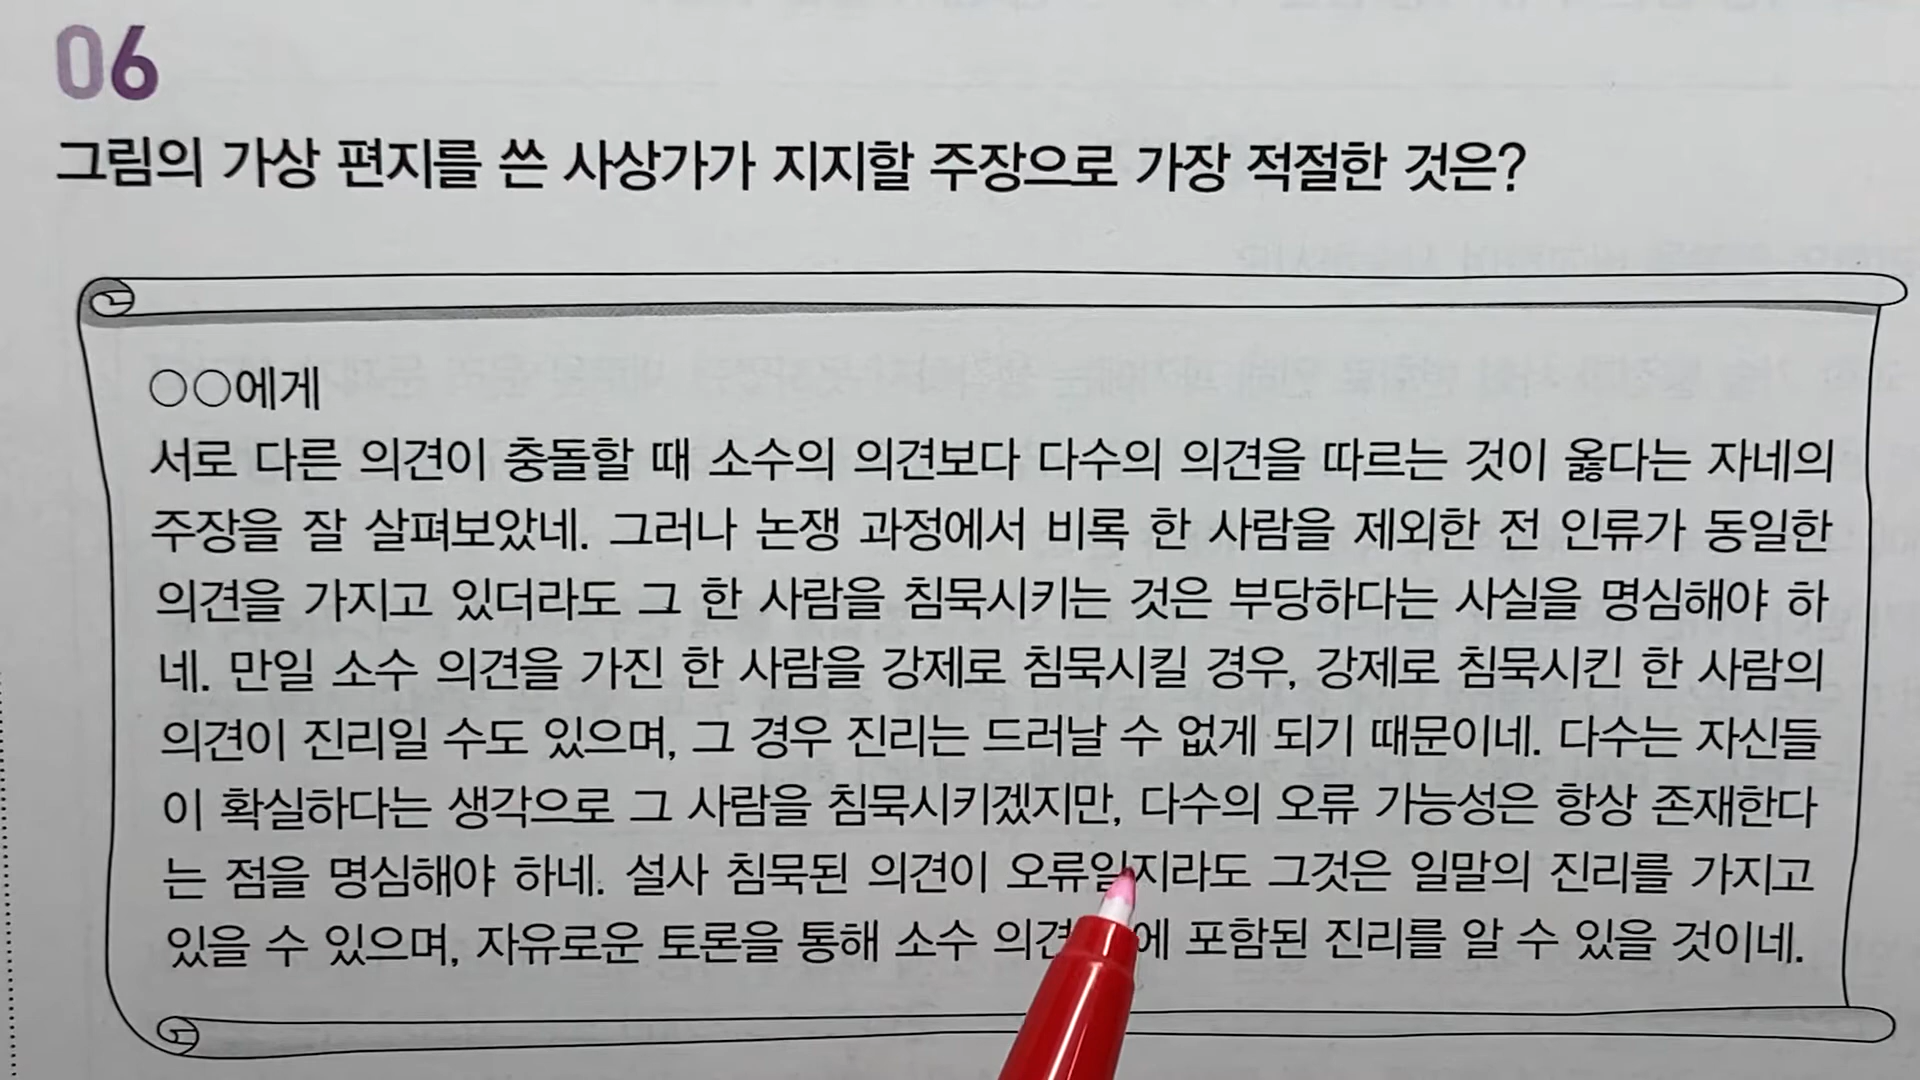 06
그림의 가상 편지를 쓴 사상가가 지지할 주장으로 가장 적절한 것은?
○○에게
서로 다른 의견이 충돌할 때 소수의 의견보다 다수의 의견을 따르는 것이 옳다는 자네의
주장을 잘 살펴보았네. 그러나 논쟁 과정에서 비록 한 사람을 제외한 전 인류가 동일한
의견을 가지고 있더라도 그 한 사람을 침묵시키는 것은 부당하다는 사실을 명심해야 하
네. 만일 소수 의견을 가진 한 사람을 강제로 침묵시킬 경우, 강제로 침묵시킨 한 사람의
의견이 진리일 수도 있으며, 그 경우 진리는 드러날 수 없게 되기 때문이네. 다수는 자신들
이 확실하다는 생각으로 그 사람을 침묵시키겠지만, 다수의 오류 가능성은 항상 존재한다
는 점을 명심해야 하네. 설사 침묵된 의견이 오류일지라도 그것은 일말의 진리를 가지고
있을 수 있으며, 자유로운 토론을 통해 소수 포함된 진리를 알 수 있을 것이네.